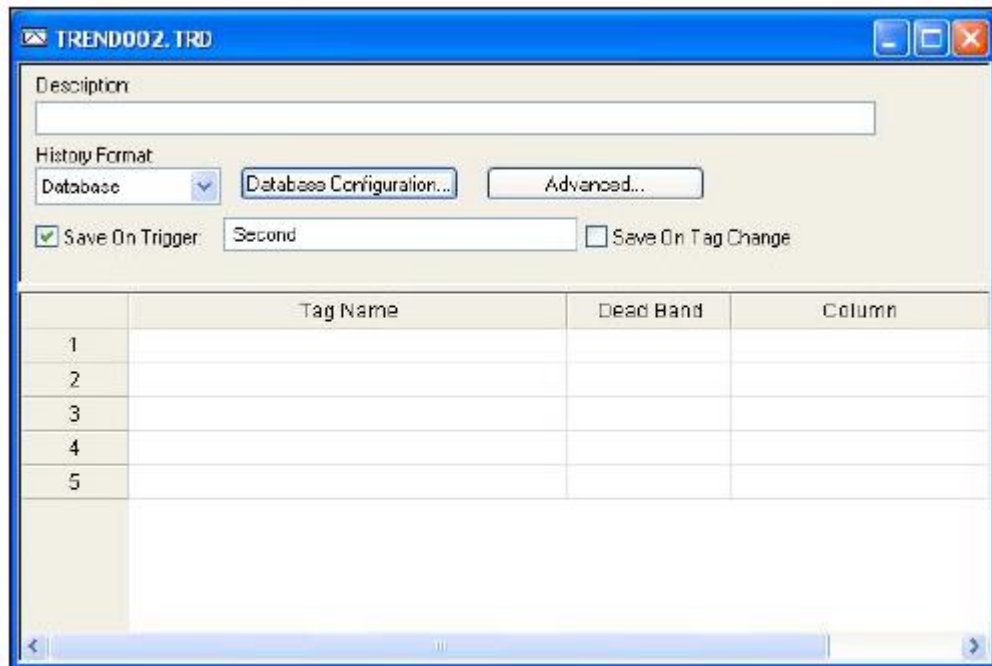 TREND002.TRD
Description:
History Format:
Database
Database Configuration...
Advanced...
Save On Trigger:
Second
Save On Tag Change
Tag Name Dead Band Column
1
2
3
4
5